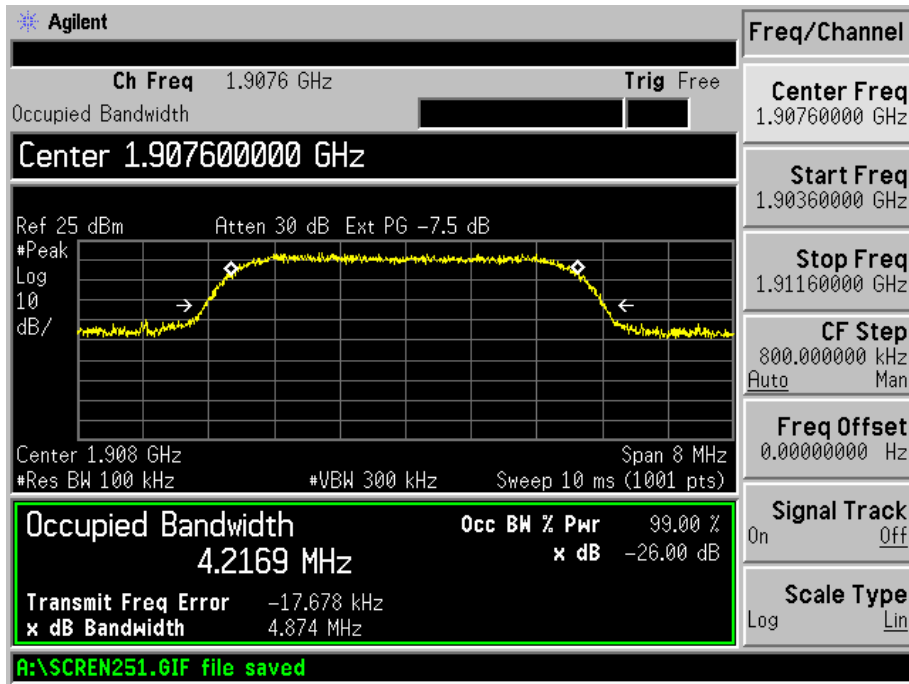 Agilent
Freq/Channel
Ch Freq 1.9076 GHz Trig Free
Occupied Bandwidth
Center 1.907600000 GHz
Ref 25 dBm Atten 30 dB Ext PG -7.5 dB
#Peak
Log
10
dB/
Center 1.908 GHz Span 8 MHz
#Res BW 100 kHz #VBW 300 kHz Sweep 10 ms (1001 pts)
Occupied Bandwidth Occ BW % Pwr 99.00 %
4.2169 MHz x dB -26.00 dB
Transmit Freq Error -17.678 kHz
x dB Bandwidth 4.874 MHz
A:\SCREN251.GIF file saved
Center Freq
1.90760000 GHz
Start Freq
1.90360000 GHz
Stop Freq
1.91160000 GHz
CF Step
800.000000 kHz
Auto Man
Freq Offset
0.00000000 Hz
Signal Track
On Off
Scale Type
Log Lin